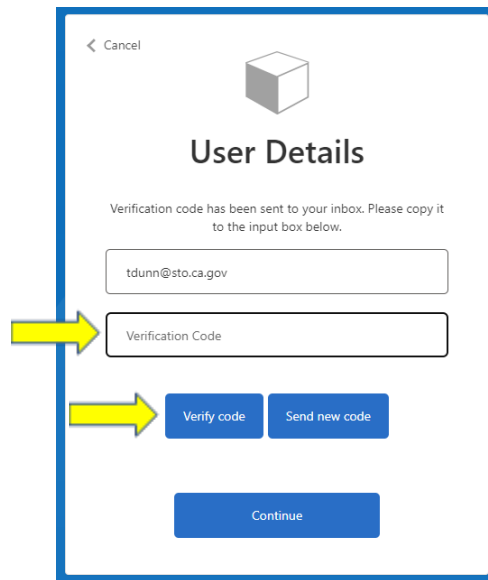 Cancel
User Details
Verification code has been sent to your inbox. Please copy it
to the input box below.
tdunn@sto.ca.gov
Verification Code
Verify code
Send new code
Continue